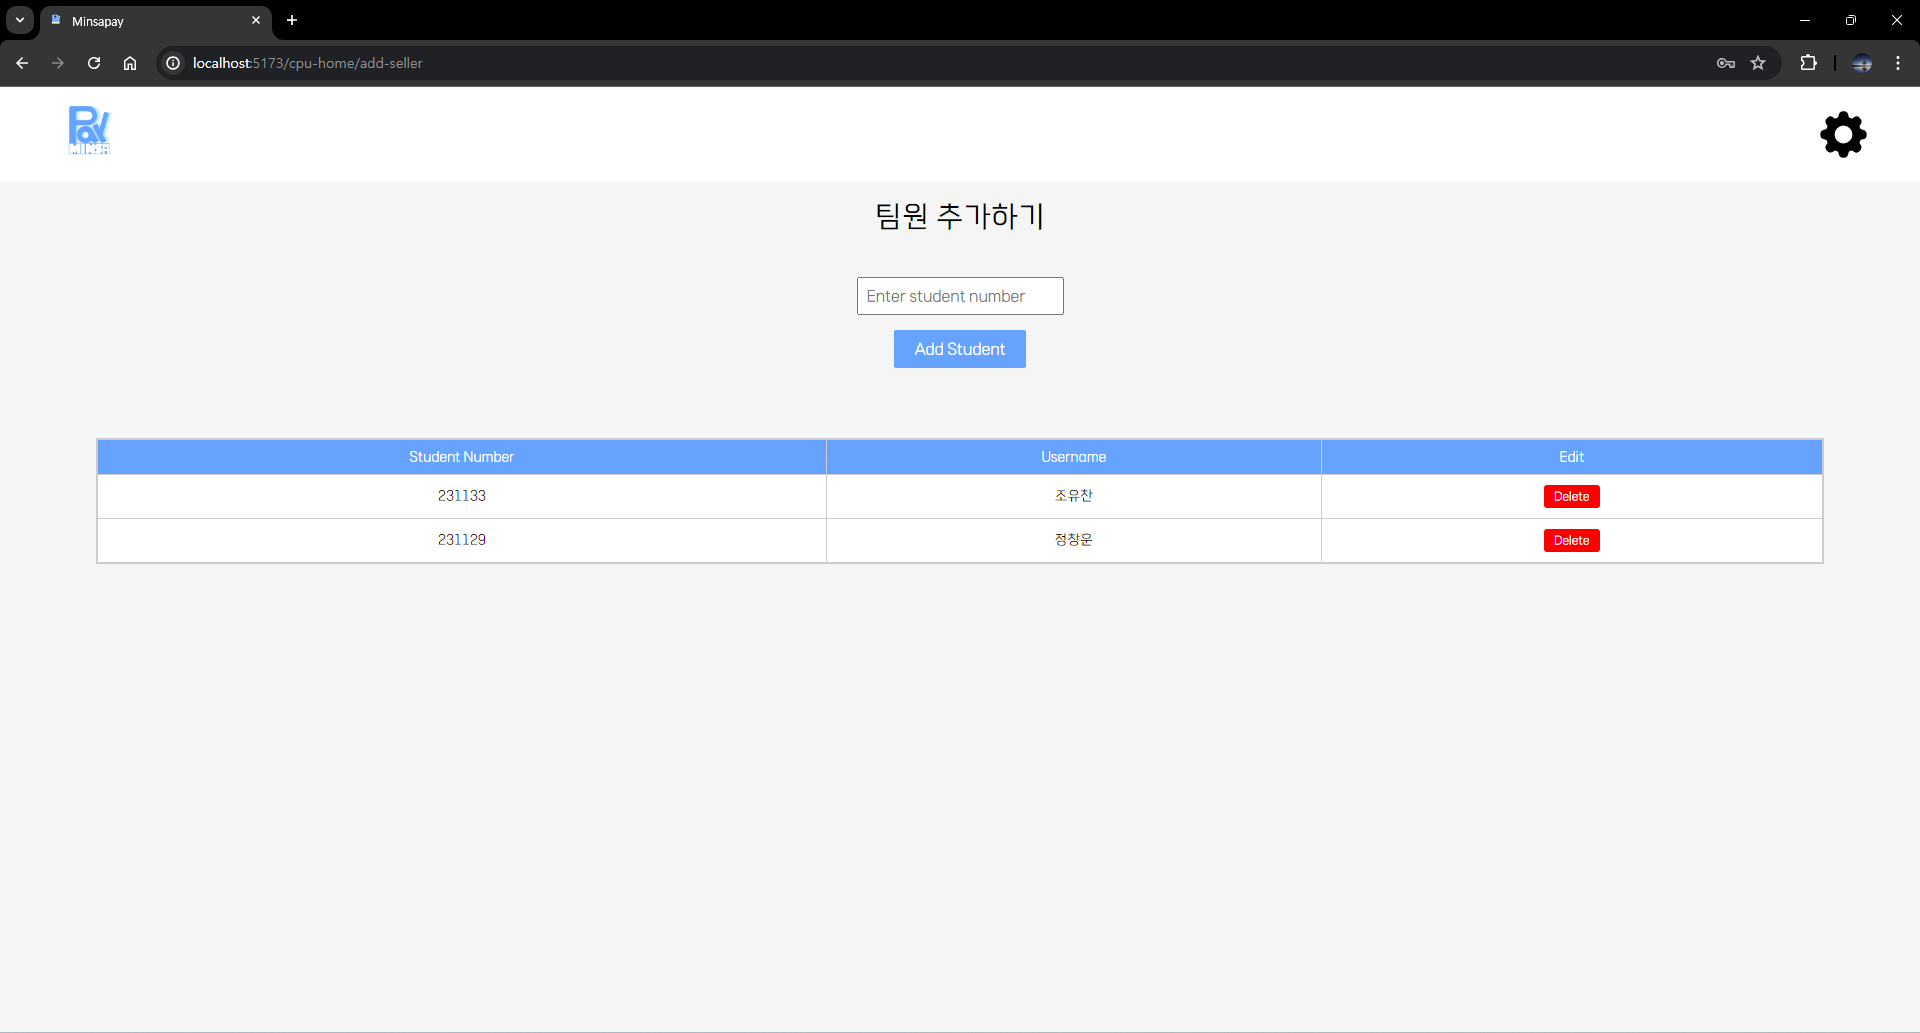 Minsapay
localhost:5173/cpu-home/add-seller
Pay
MINSA
팀원 추가하기
Enter student number
Add Student
Student Number Username Edit
231133 조유찬 Delete
231129 정창운 Delete